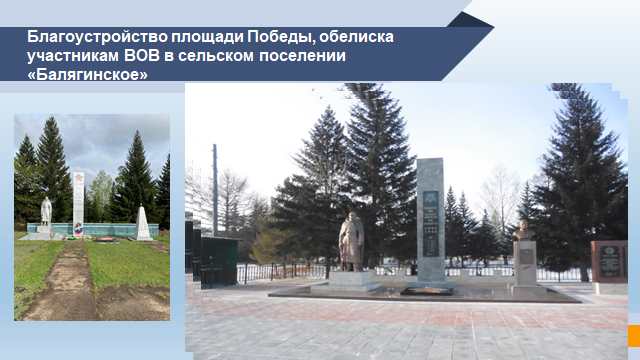 Благоустройство площади Победы, обелиска
участникам ВОВ в сельском поселении
«Балягинское»